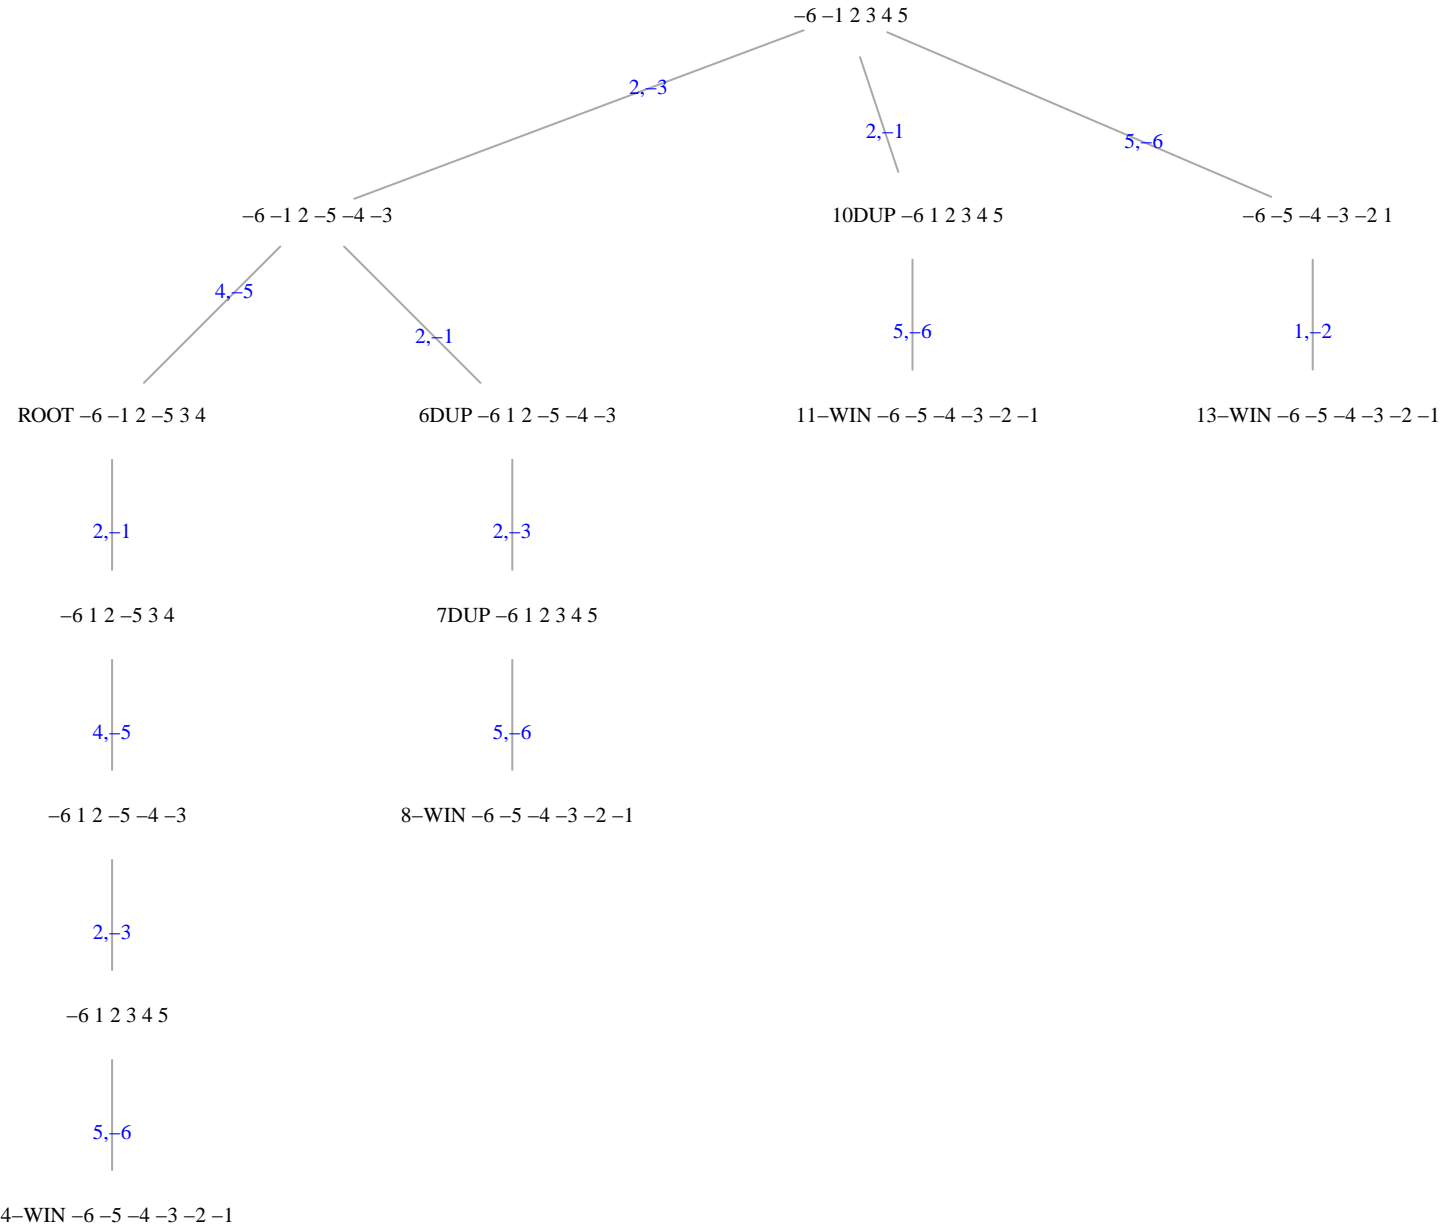 −6 −1 2 3 4 5
2,−3
2,−1
5,−6
−6 −1 2 −5 −4 −3
10DUP −6 1 2 3 4 5
−6 −5 −4 −3 −2 1
4,−5
2,−1
5,−6
1,−2
ROOT −6 −1 2 −5 3 4
6DUP −6 1 2 −5 −4 −3
11−WIN −6 −5 −4 −3 −2 −1
13−WIN −6 −5 −4 −3 −2 −1
2,−1
2,−3
−6 1 2 −5 3 4
7DUP −6 1 2 3 4 5
4,−5
5,−6
−6 1 2 −5 −4 −3
8−WIN −6 −5 −4 −3 −2 −1
2,−3
−6 1 2 3 4 5
5,−6
4−WIN −6 −5 −4 −3 −2 −1